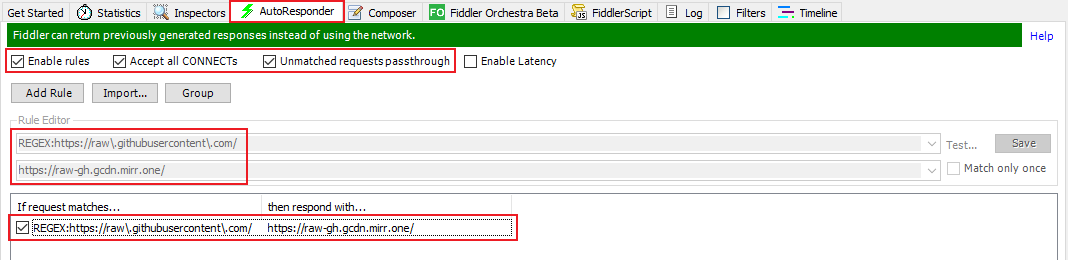 Get Started Statistics Inspectors AutoResponder Composer FO Fiddler Orchestra Beta JS FiddlerScript Log Filters Timeline
Fiddler can return previously generated responses instead of using the network. Help
Enable rules Accept all CONNECTs Unmatched requests passthrough Enable Latency
Add Rule Import... Group
Rule Editor
REGEX:https://raw\.githubusercontent\.com/ Test... Save
https://raw-gh.gcdn.mirr.one/ Match only once
If request matches... then respond with...
REGEX:https://raw\.githubusercontent\.com/ https://raw-gh.gcdn.mirr.one/